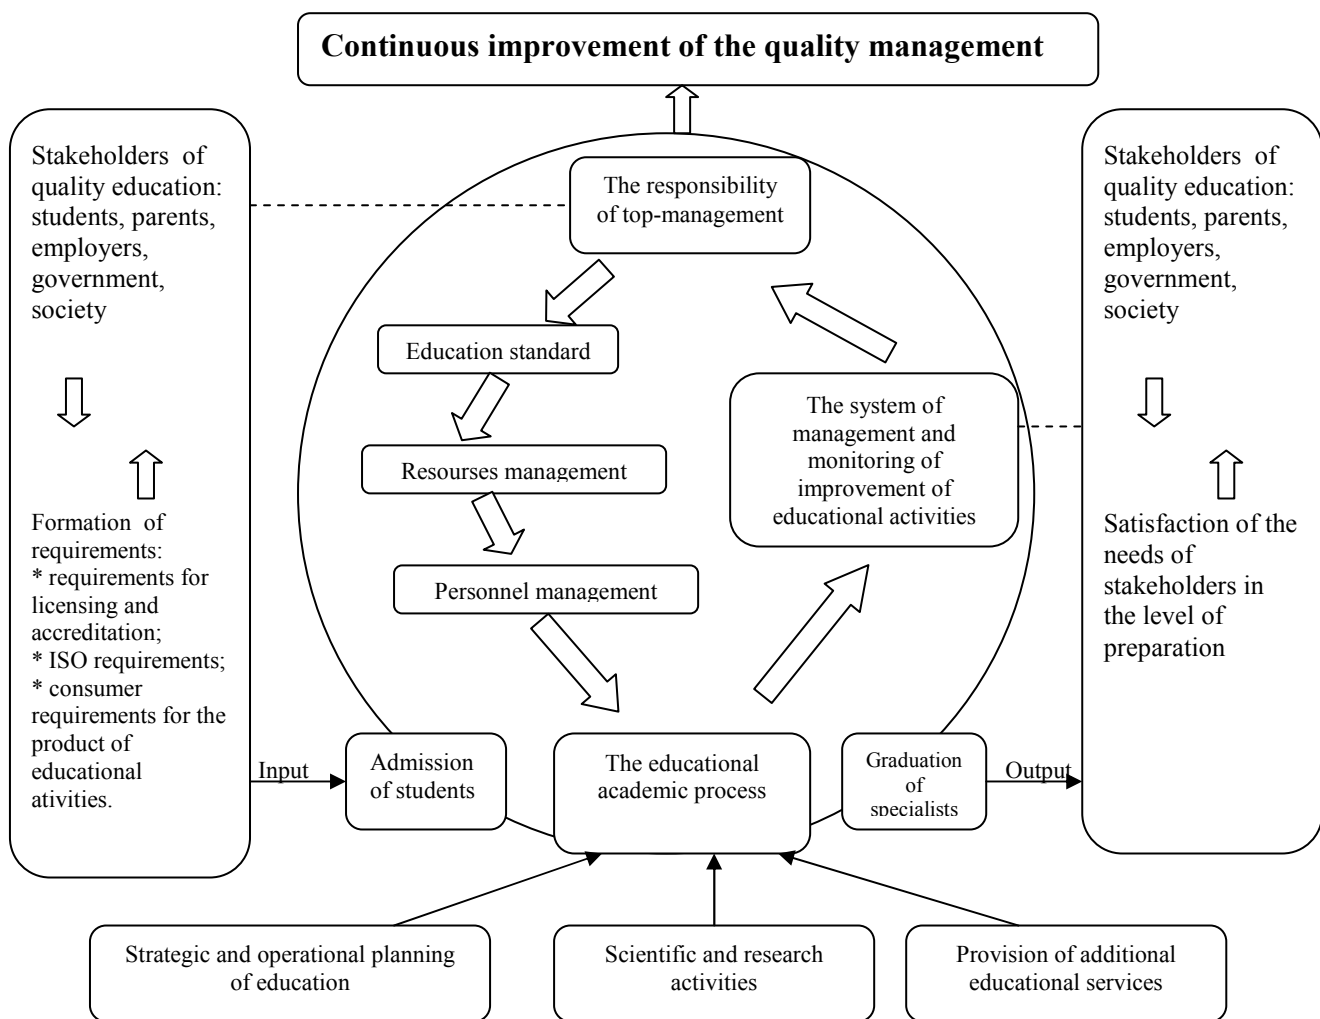 Continuous improvement of the quality management
Stakeholders of
quality education:
students, parents,
employers,
government,
society
Formation of
requirements:
* requirements for
licensing and
accreditation;
* ISO requirements;
* consumer
requirements for the
product of
educational
ativities.
The responsibility
of top-management
Education standard
Resourses management
Personnel management
The system of
management and
monitoring of
improvement of
educational activities
Stakeholders of
quality education:
students, parents,
employers,
government,
society
Satisfaction of the
needs of
stakeholders in
the level of
preparation
Input
Admission
of students
The educational
academic process
Graduation
of
specialists
Output
Strategic and operational planning
of education
Scientific and research
activities
Provision of additional
educational services